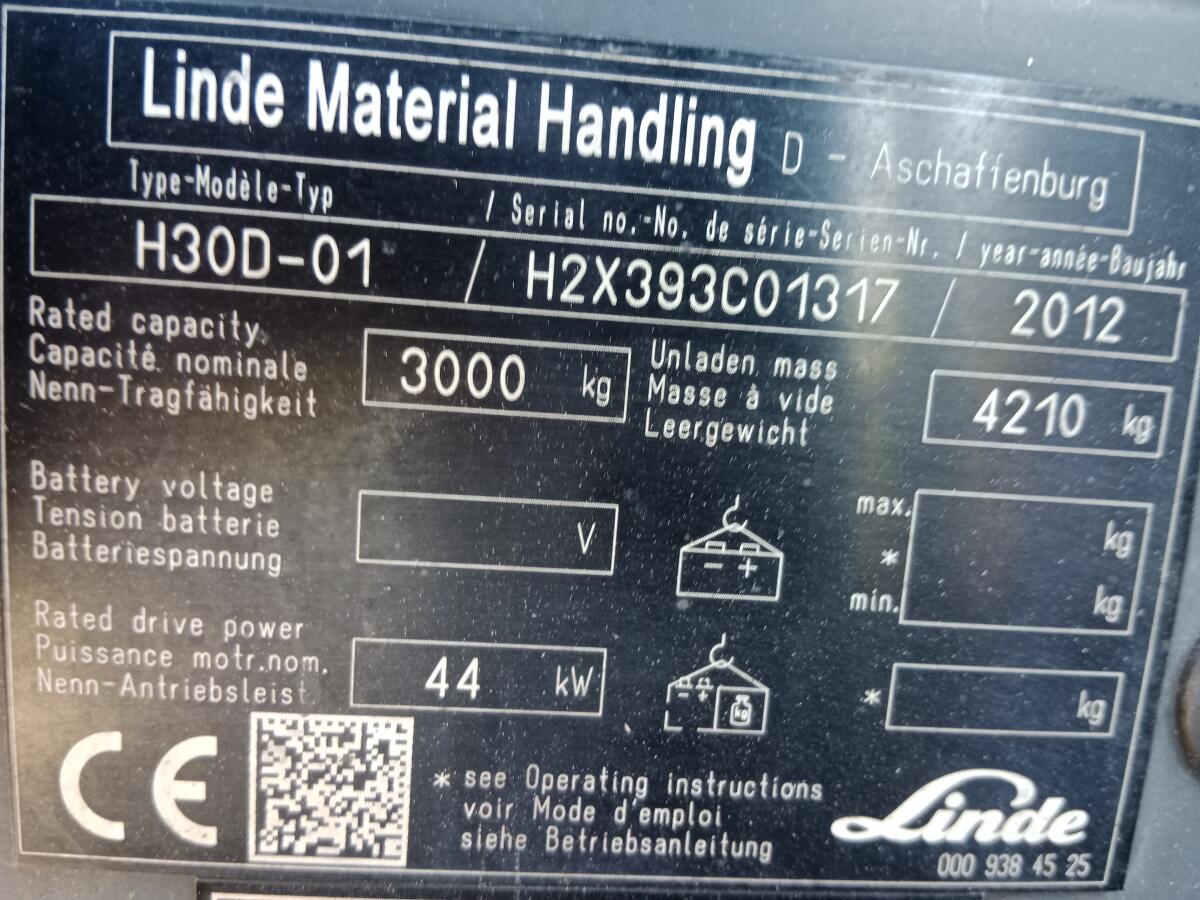 Linde Material Handling D - Aschaffenburg
Type-Modèle-Typ / Serial no.-No. de série-Serien-Nr. / year-année-Baujahr
H30D-01 / H2X393C01317 / 2012
Rated capacity
Capacité nominale
Nenn-Tragfähigkeit
3000 kg
Unladen mass
Masse à vide
Leergewicht
4210 kg
Battery voltage
Tension batterie
Batteriespannung
V
- +
max. kg
*
min. kg
Rated drive power
Puissance motr.nom.
Nenn-Antriebsleist
44 kW
- + kg
* kg
CE
* see Operating instructions
voir Mode d'emploi
siehe Betriebsanleitung
Linde
000 938 45 25